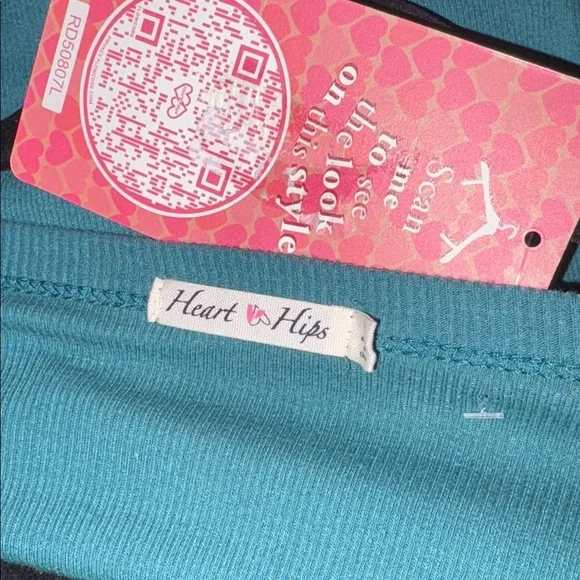 RD50807L
Scan
me
to see
the look
on this style
Heart Hips